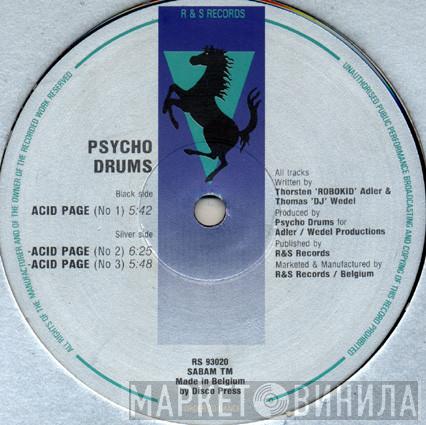 R & S RECORDS
PSYCHO
DRUMS
Black side
ACID PAGE (No 1) 5:42
Silver side
-ACID PAGE (No 2) 6:25
-ACID PAGE (No 3) 5:48
All tracks
Written by
Thorsten 'ROBOKID' Adler &
Thomas 'DJ' Wedel
Produced by
Psycho Drums for
Adler / Wedel Productions
Published by
R&S Records
Marketed & Manufactured by
R&S Records / Belgium
RS 93020
SABAM TM
Made in Belgium
by Disco Press
ALL RIGHTS OF THE MANUFACTURER AND OF THE OWNER OF THE RECORDED WORK RESERVED
UNAUTHORISED PUBLIC PERFORMANCE BROADCASTING AND COPYING OF THIS RECORD PROHIBITED
МАРКЕТ ВИНИЛА